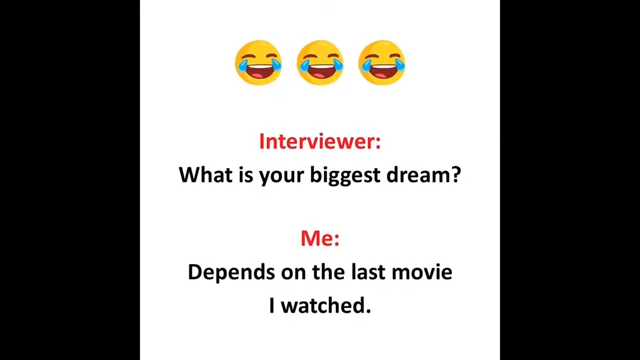 Interviewer:
What is your biggest dream?
Me:
Depends on the last movie
I watched.